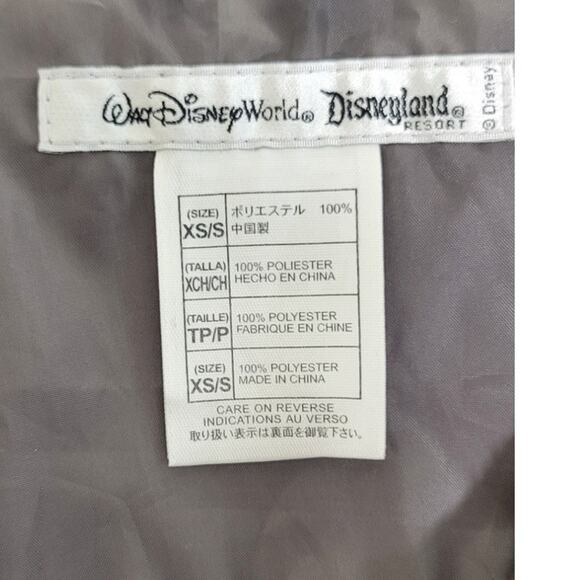 Walt Disney World® Disneyland®
RESORT
© Disney
(SIZE) ポリエステル 100%
XS/S 中国製
(TALLA) 100% POLIESTER
XCH/CH HECHO EN CHINA
(TAILLE) 100% POLYESTER
TP/P FABRIQUE EN CHINE
(SIZE) 100% POLYESTER
XS/S MADE IN CHINA
CARE ON REVERSE
INDICATIONS AU VERSO
取り扱い表示は裏面を御覧下さい。